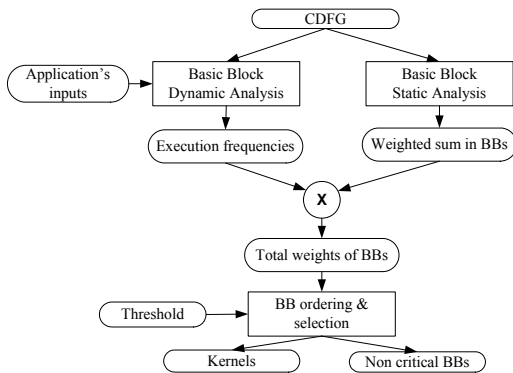 CDFG
Application's
inputs
Basic Block
Dynamic Analysis
Basic Block
Static Analysis
Execution frequencies
Weighted sum in BBs
X
Total weights of BBs
Threshold
BB ordering &
selection
Kernels
Non critical BBs